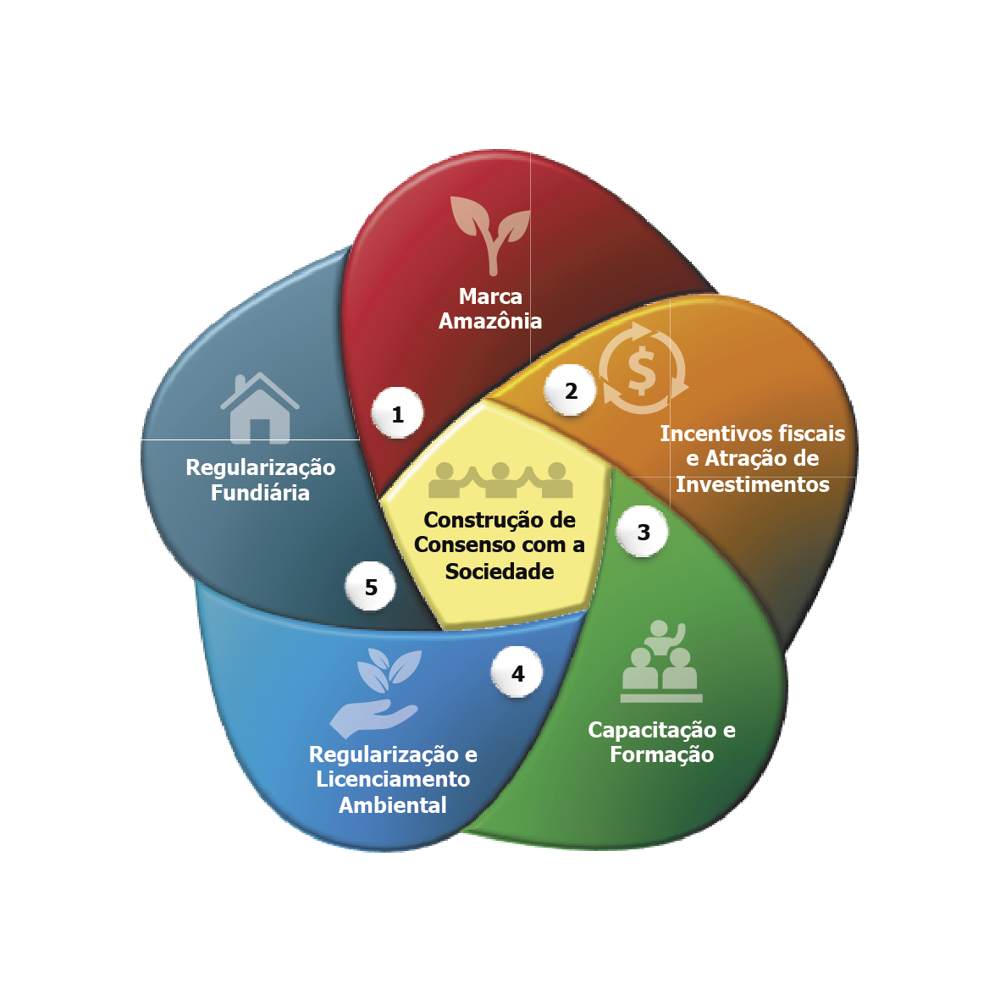 Marca
Amazônia
1
2
Incentivos fiscais
e Atração de
Investimentos
3
Capacitação e
Formação
4
Regularização e
Licenciamento
Ambiental
5
Regularização
Fundiária
Construção de
Consenso com a
Sociedade
$